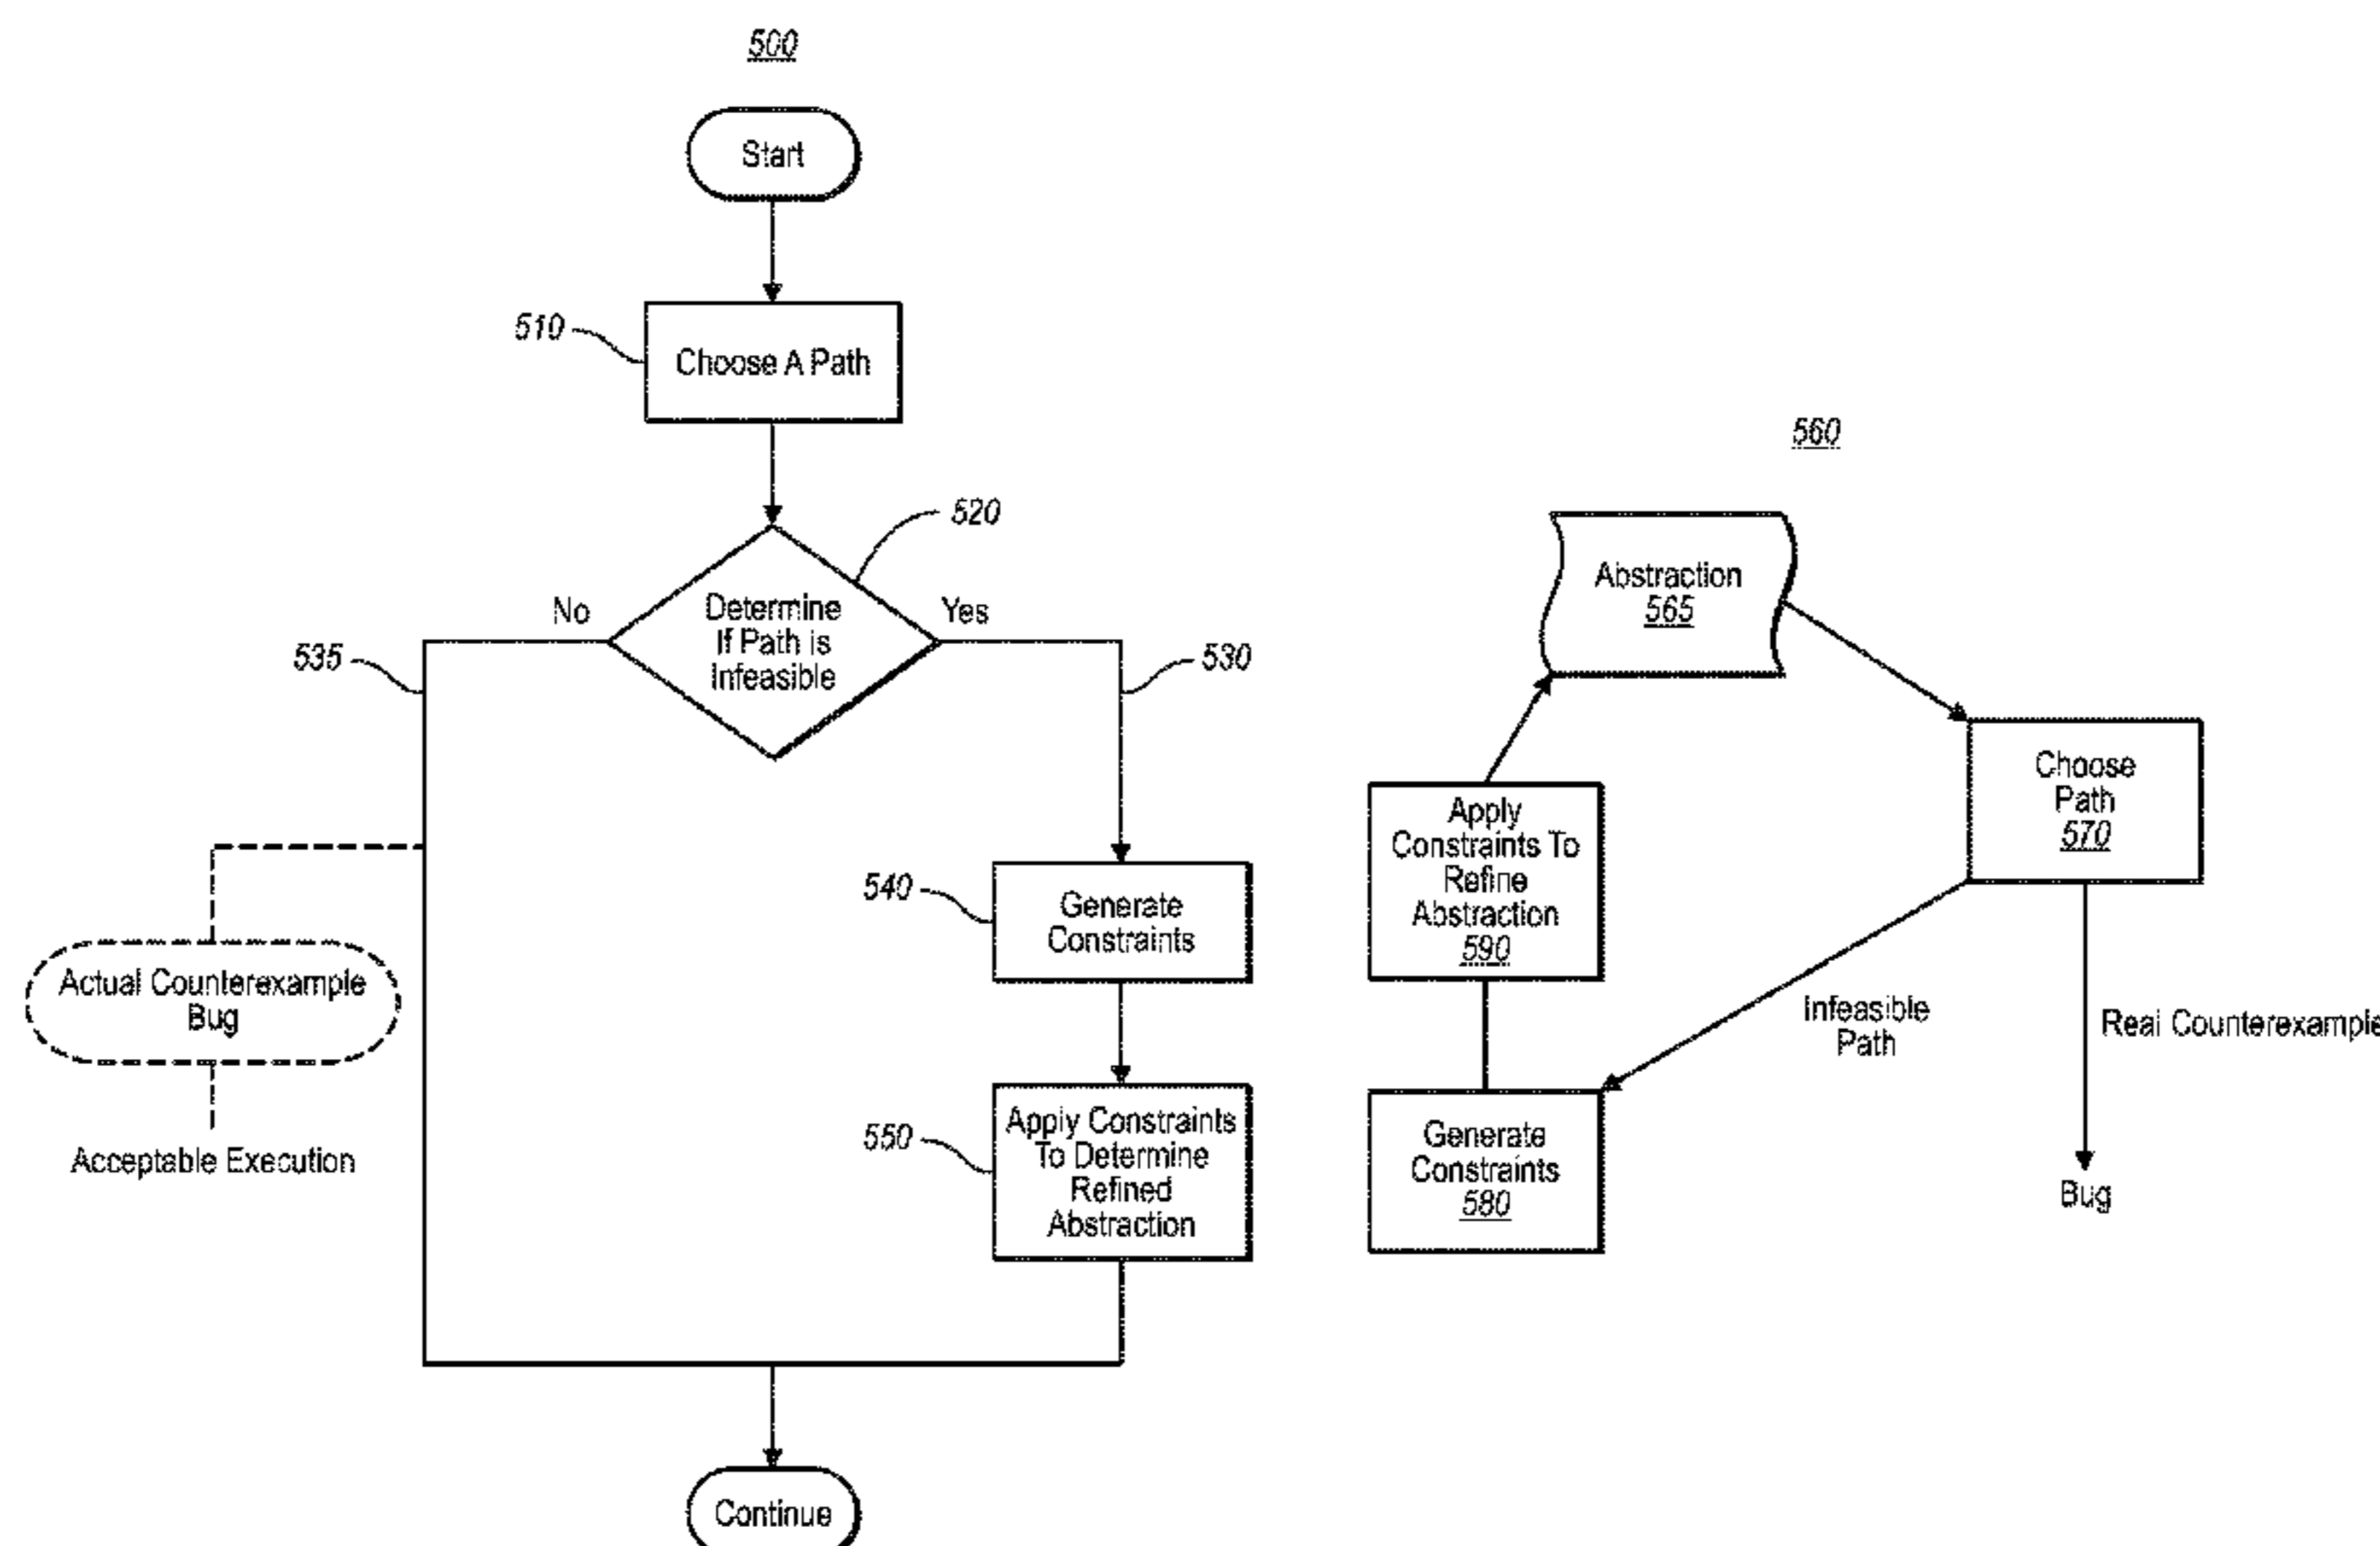 500
Start
510
Choose A Path
520
Determine
If Path is
Infeasible
No
Yes
535
530
540
Generate
Constraints
Actual Counterexample
Bug
Acceptable Execution
550
Apply Constraints
To Determine
Refined
Abstraction
Continue
560
Abstraction
565
Choose
Path
570
Apply
Constraints To
Refine
Abstraction
590
Infeasible
Path
Real Counterexample
Generate
Constraints
580
Bug